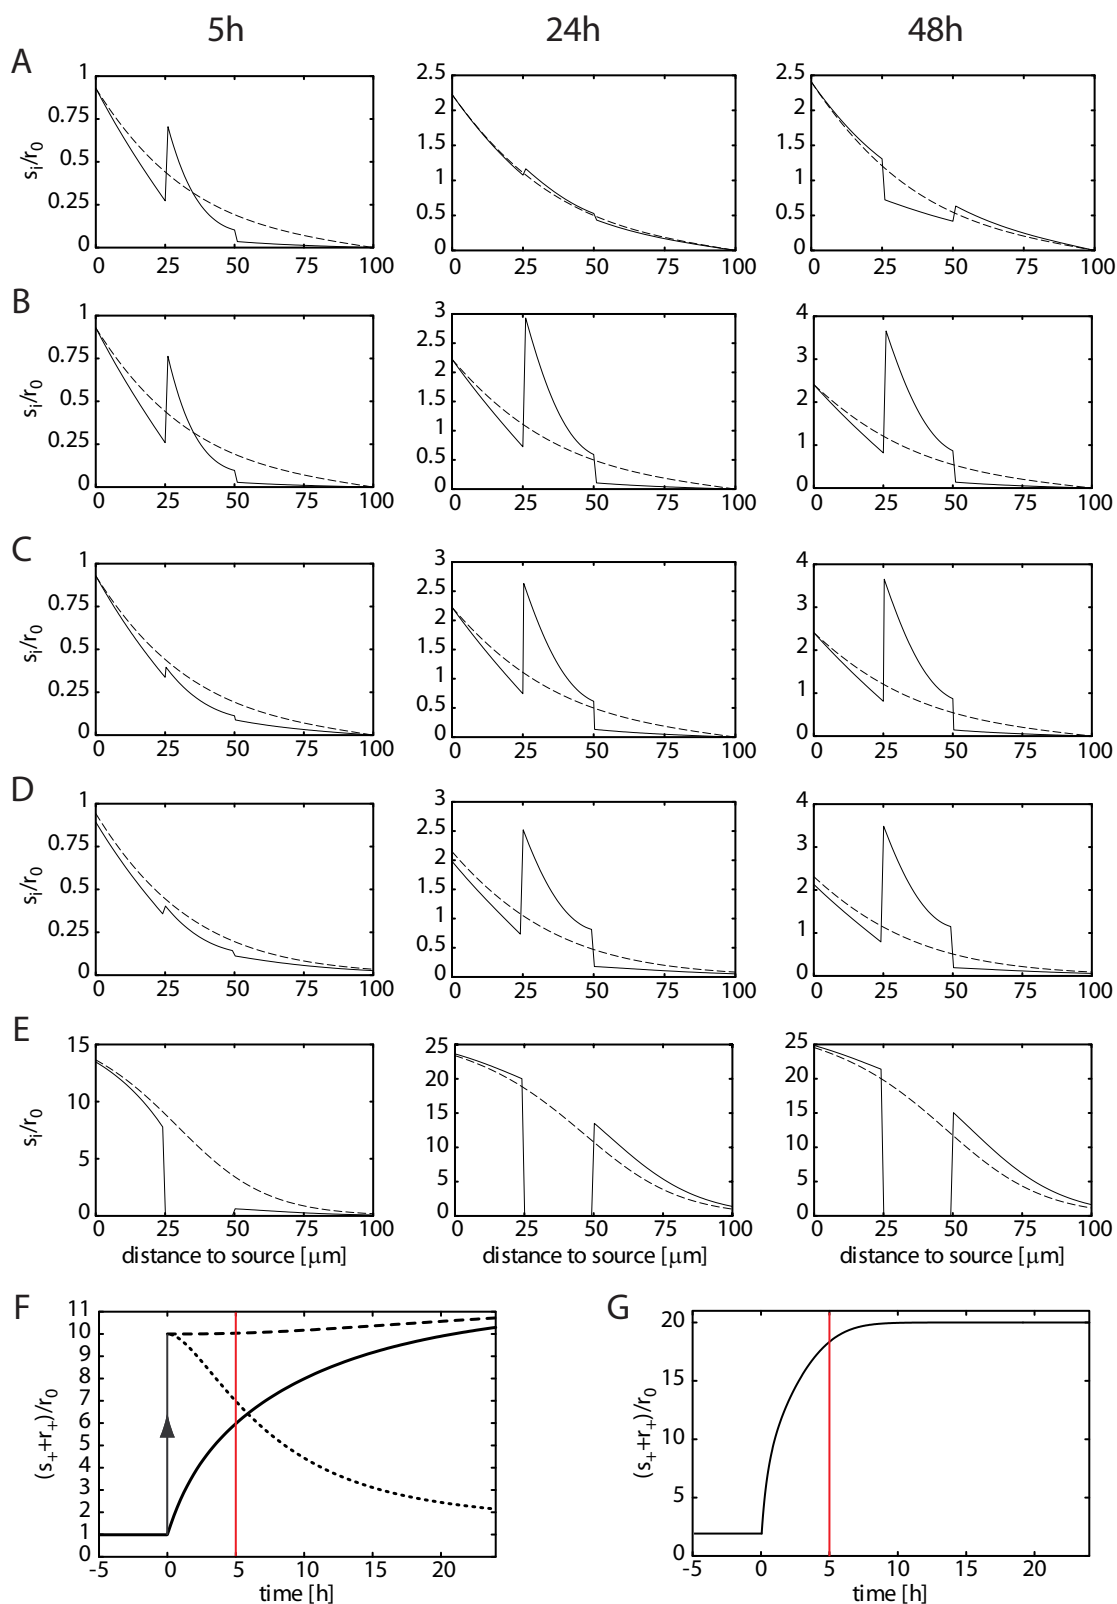 5h 24h 48h
A
s_i/r_0
1 0.75 0.5 0.25 0
0 25 50 75 100
2.5 2 1.5 1 0.5 0
0 25 50 75 100
2.5 2 1.5 1 0.5 0
0 25 50 75 100
B
s_i/r_0
1 0.75 0.5 0.25 0
0 25 50 75 100
3 2.5 2 1.5 1 0.5 0
0 25 50 75 100
4 3 2 1 0
0 25 50 75 100
C
s_i/r_0
1 0.75 0.5 0.25 0
0 25 50 75 100
3 2.5 2 1.5 1 0.5 0
0 25 50 75 100
4 3 2 1 0
0 25 50 75 100
D
s_i/r_0
1 0.75 0.5 0.25 0
0 25 50 75 100
3 2.5 2 1.5 1 0.5 0
0 25 50 75 100
4 3 2 1 0
0 25 50 75 100
E
s_i/r_0
15 10 5 0
0 25 50 75 100
distance to source [μm]
25 20 15 10 5 0
0 25 50 75 100
distance to source [μm]
25 20 15 10 5 0
0 25 50 75 100
distance to source [μm]
F
(s_++r_+)/r_0
11 10 9 8 7 6 5 4 3 2 1 0
-5 0 5 10 15 20
time [h]
G
(s_++r_+)/r_0
20 15 10 5 0
-5 0 5 10 15 20
time [h]